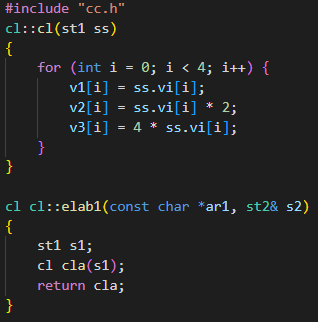 #include "cc.h"
cl::cl(st1 ss)
{
    for (int i = 0; i < 4; i++) {
        v1[i] = ss.vi[i];
        v2[i] = ss.vi[i] * 2;
        v3[i] = 4 * ss.vi[i];
    }
}

cl cl::elab1(const char *ar1, st2& s2)
{
    st1 s1;
    cl cla(s1);
    return cla;
}